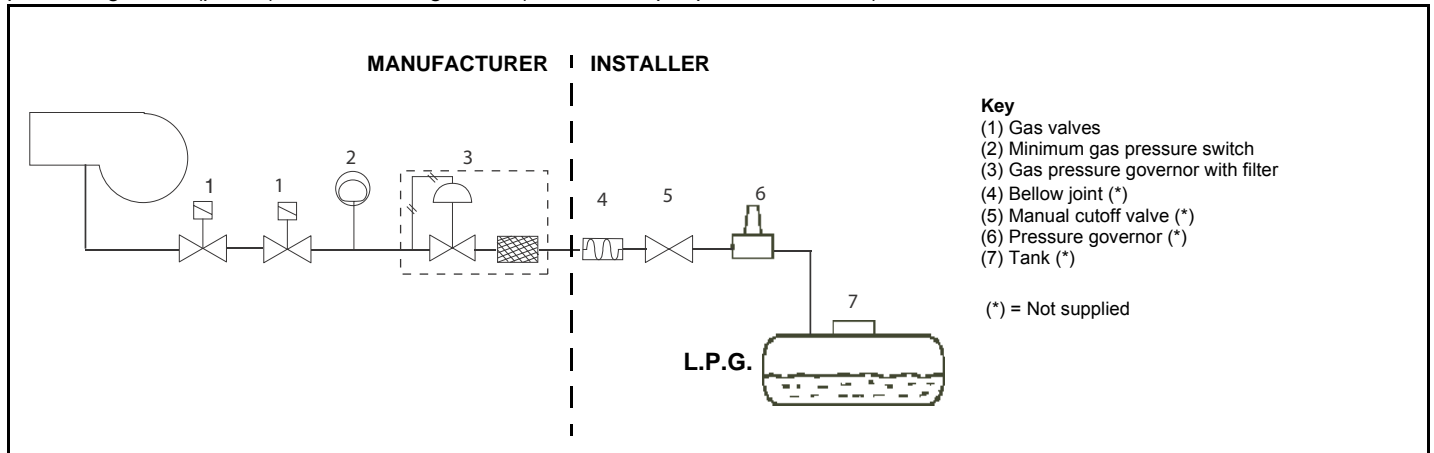 MANUFACTURER INSTALLER
Key
(1) Gas valves
(2) Minimum gas pressure switch
(3) Gas pressure governor with filter
(4) Bellow joint (*)
(5) Manual cutoff valve (*)
(6) Pressure governor (*)
(7) Tank (*)
(*) = Not supplied
1
1
2
3
4
5
6
7
L.P.G.